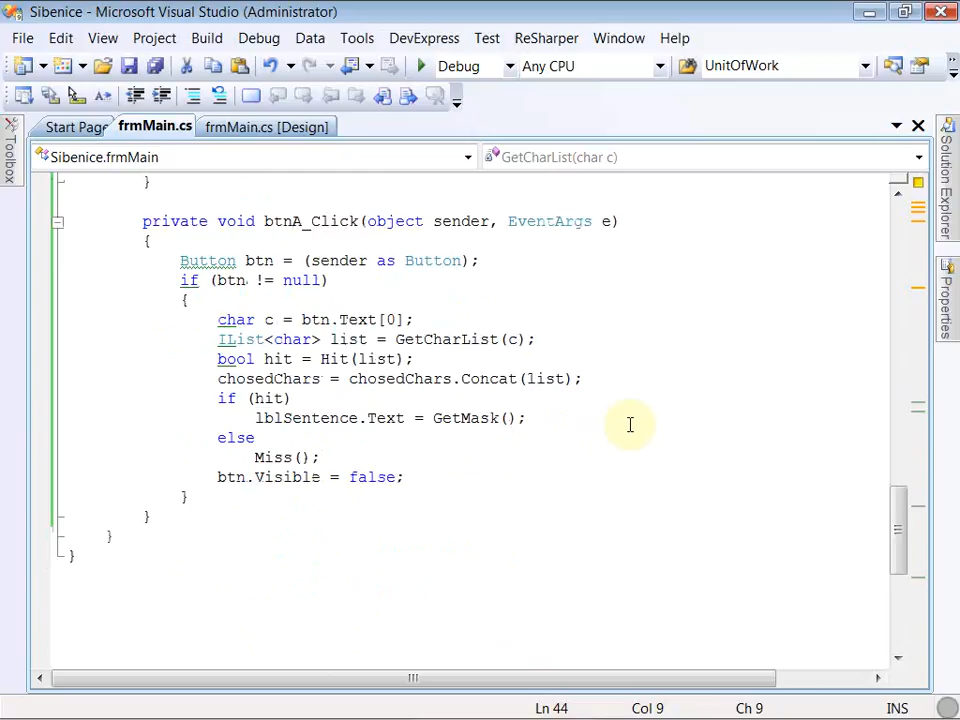 Sibenice - Microsoft Visual Studio (Administrator)
File Edit View Project Build Debug Data Tools DevExpress Test ReSharper Window Help
Debug Any CPU UnitOfWork
Start Page frmMain.cs frmMain.cs [Design]
Sibenice.frmMain GetCharList(char c)
Toolbox
Solution Explorer
Properties
}
private void btnA_Click(object sender, EventArgs e)
{
Button btn = (sender as Button);
if (btn != null)
{
char c = btn.Text[0];
IList<char> list = GetCharList(c);
bool hit = Hit(list);
chosedChars = chosedChars.Concat(list);
if (hit)
lblSentence.Text = GetMask();
else
Miss();
btn.Visible = false;
}
}
}
}
Ln 44 Col 9 Ch 9 INS